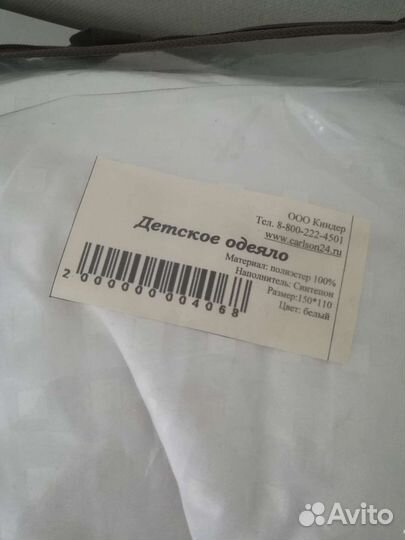 ООО Киндер
Тел. 8-800-222-4501
www.carlson24.ru
Детское одеяло
Материал: полиэстер 100%
Наполнитель: Синтепон
Размер:150*110
Цвет: белый
2 000000 004068
Avito